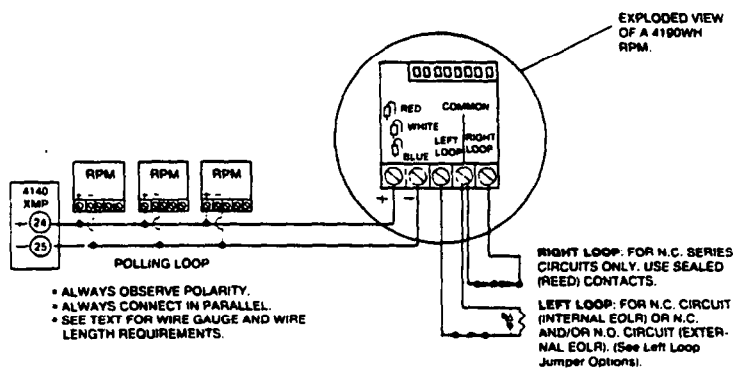 EXPLODED VIEW
OF A 4190WH
RPM.
RED
COMMON
WHITE
LEFT
LOOP
RIGHT
LOOP
BLUE
+
–
RPM
RPM
RPM
+ –
+ –
+ –
4140
XMP
24
25
POLLING LOOP
• ALWAYS OBSERVE POLARITY.
• ALWAYS CONNECT IN PARALLEL.
• SEE TEXT FOR WIRE GAUGE AND WIRE
LENGTH REQUIREMENTS.
RIGHT LOOP: FOR N.C. SERIES
CIRCUITS ONLY. USE SEALED
(REED) CONTACTS.
LEFT LOOP: FOR N.C. CIRCUIT
(INTERNAL EOLR) OR N.C.
AND/OR N.O. CIRCUIT (EXTER-
NAL EOLR). (See Left Loop
Jumper Options).